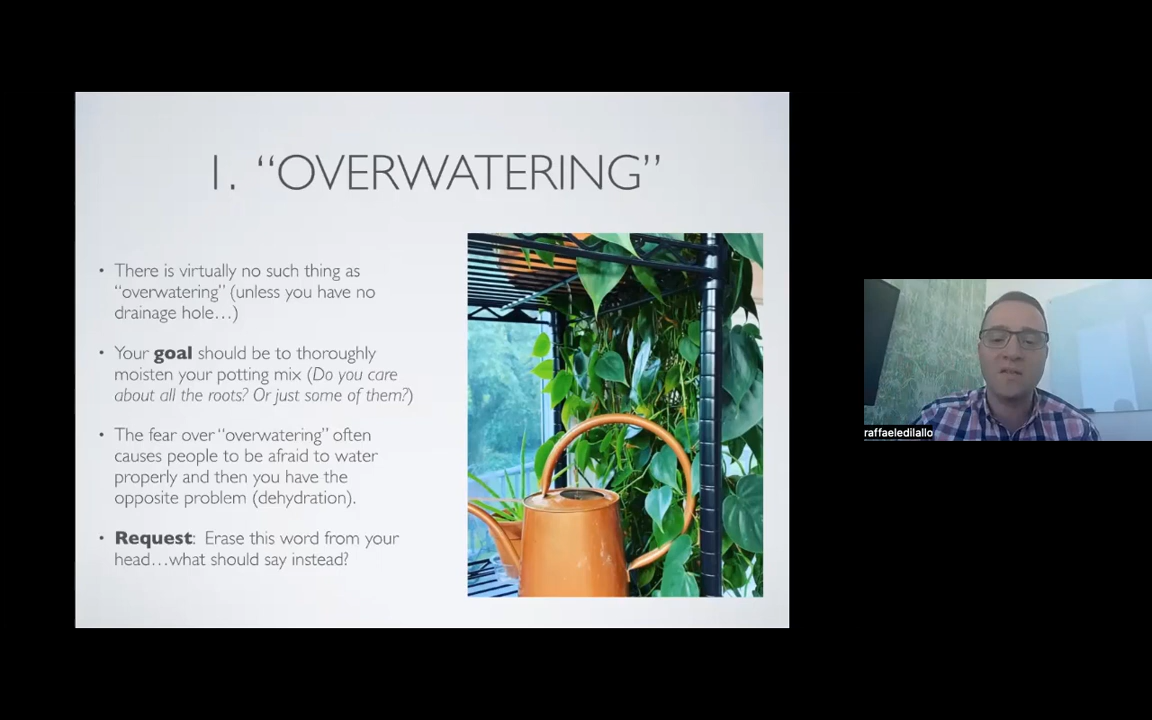 1. “OVERWATERING”
• There is virtually no such thing as
“overwatering” (unless you have no
drainage hole…)
• Your goal should be to thoroughly
moisten your potting mix (Do you care
about all the roots? Or just some of them?)
• The fear over “overwatering” often
causes people to be afraid to water
properly and then you have the
opposite problem (dehydration).
• Request: Erase this word from your
head…what should say instead?
raffaeledilallo